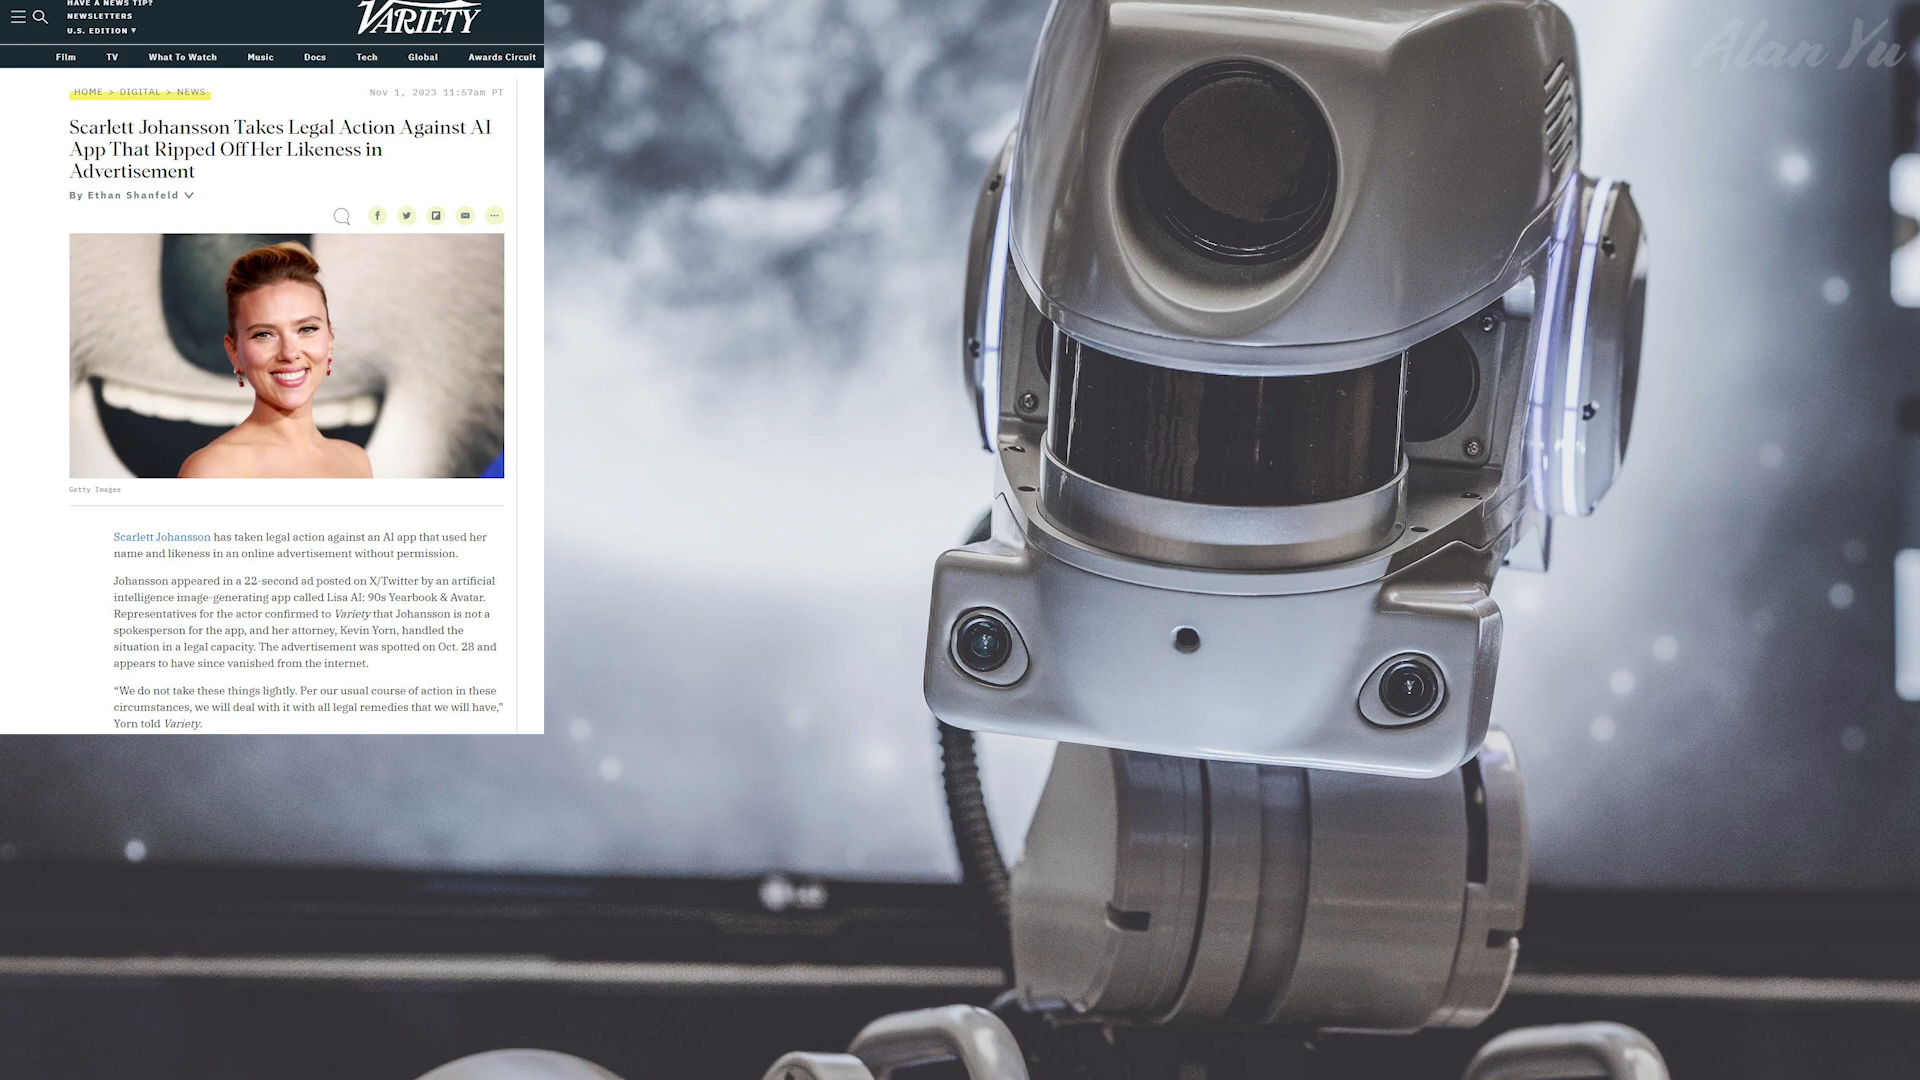 HAVE A NEWS TIP?
NEWSLETTERS
U.S. EDITION
VARIETY
Film TV What To Watch Music Docs Tech Global Awards Circuit
HOME > DIGITAL > NEWS
Nov 1, 2023 11:57am PT
Scarlett Johansson Takes Legal Action Against AI
App That Ripped Off Her Likeness in
Advertisement
By Ethan Shanfeld
Getty Images
Scarlett Johansson has taken legal action against an AI app that used her
name and likeness in an online advertisement without permission.
Johansson appeared in a 22-second ad posted on X/Twitter by an artificial
intelligence image-generating app called Lisa AI: 90s Yearbook & Avatar.
Representatives for the actor confirmed to Variety that Johansson is not a
spokesperson for the app, and her attorney, Kevin Yorn, handled the
situation in a legal capacity. The advertisement was spotted on Oct. 28 and
appears to have since vanished from the internet.
“We do not take these things lightly. Per our usual course of action in these
circumstances, we will deal with it with all legal remedies that we will have,”
Yorn told Variety.
Alan Yu
LG